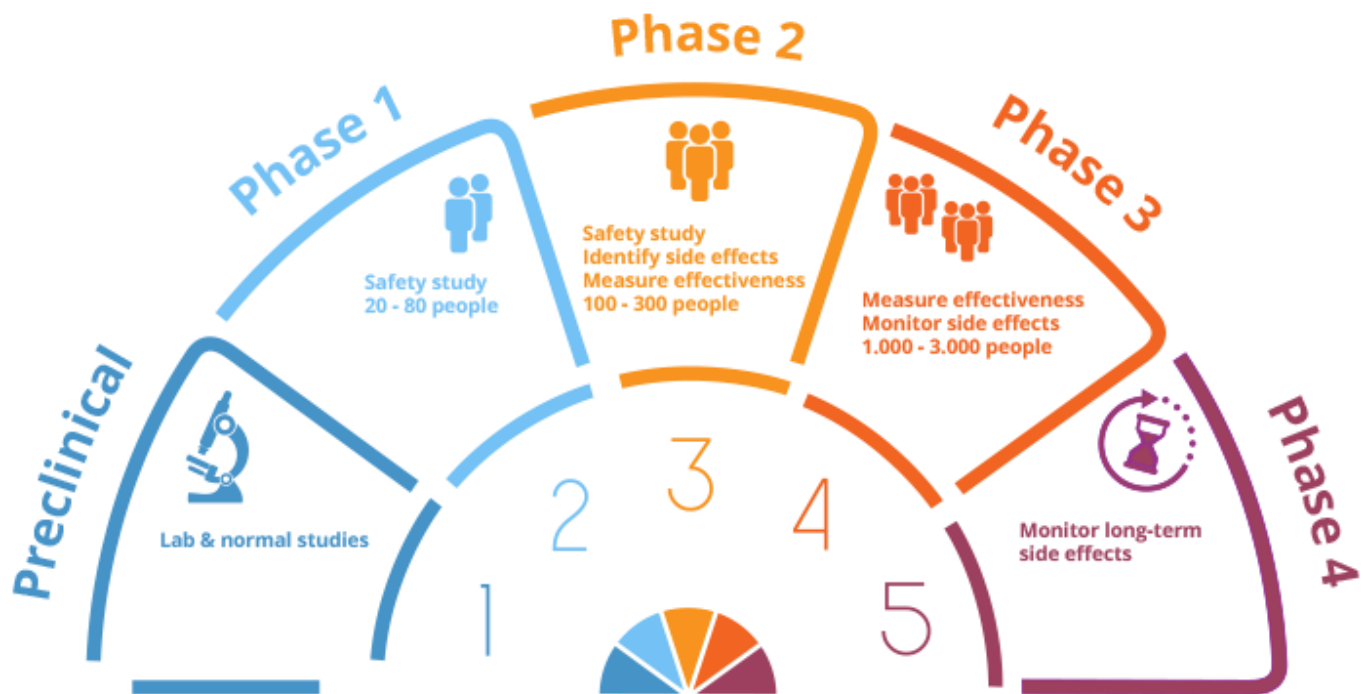 Preclinical
Lab & normal studies
1
Phase 1
Safety study
20 - 80 people
2
Phase 2
Safety study
Identify side effects
Measure effectiveness
100 - 300 people
3
Phase 3
Measure effectiveness
Monitor side effects
1.000 - 3.000 people
4
Phase 4
Monitor long-term
side effects
5